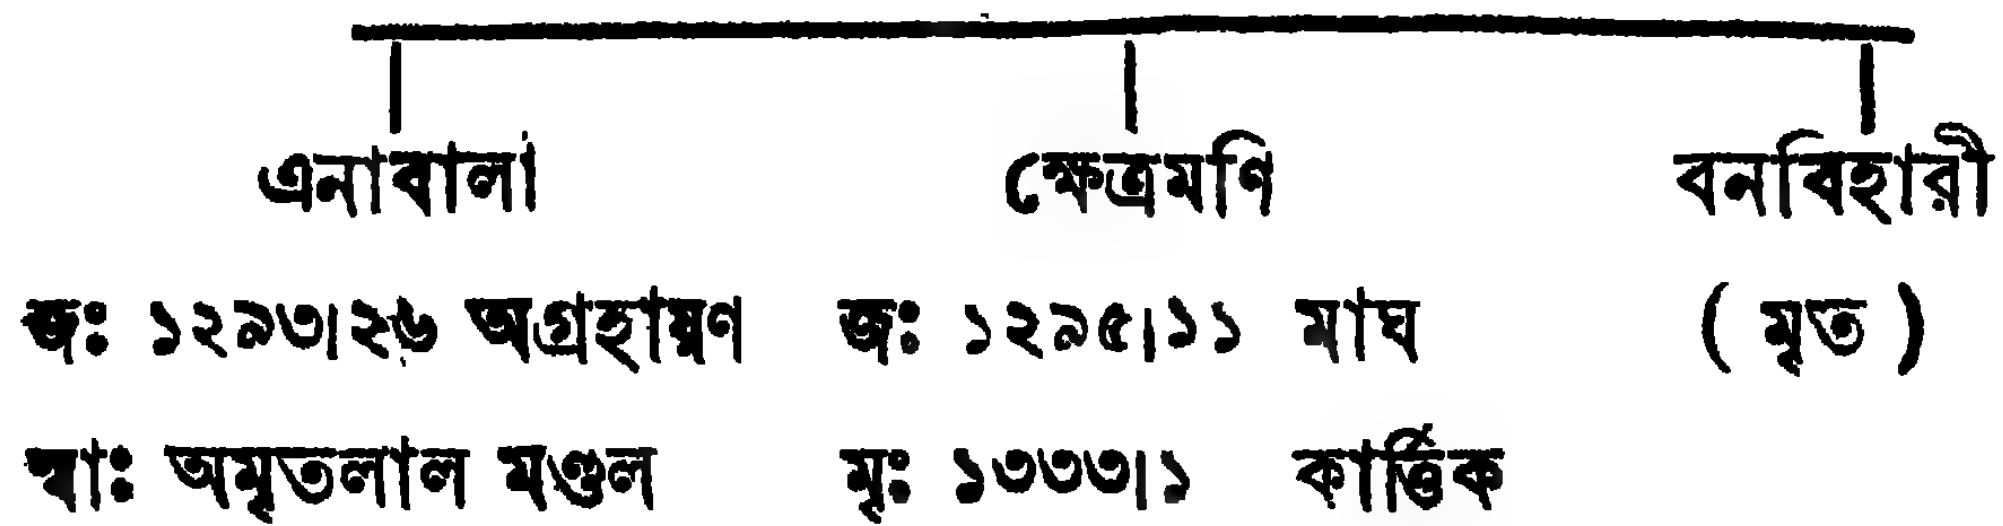 এনাবালা ক্ষেত্রমণি বনবিহারী
জঃ ১২৯৩।২৬ অগ্রহায়ণ জঃ ১২৯৫।১১ মাঘ ( মৃত )
স্বাঃ অমৃতলাল মণ্ডল মৃঃ ১৩৩৩।১ কার্ত্তিক